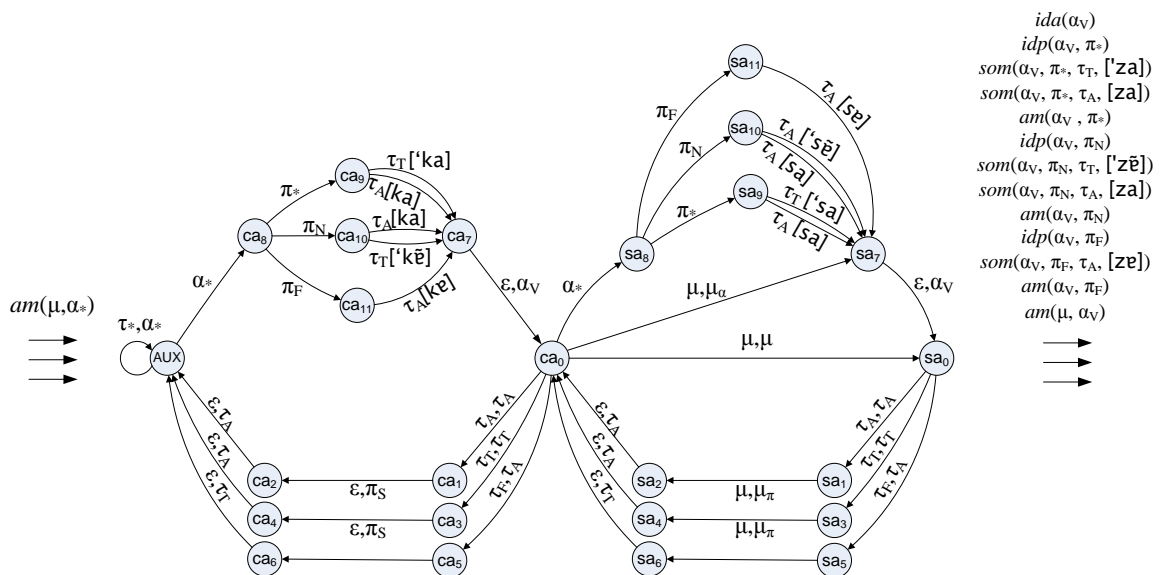 ida(αV)
idp(αV, π*)
som(αV, π*, τT, ['za])
som(αV, π*, τA, [za])
am(αV , π*)
idp(αV, πN)
som(αV, πN, τT, ['zɐ̃])
som(αV, πN, τA, [za])
am(αV, πN)
idp(αV, πF)
som(αV, πF, τA, [zɐ])
am(αV, πF)
am(μ, αV)
sa11
πF
τA [sɐ]
sa10
πN
τA ['sɐ̃]
τA [sa]
sa9
π*
τT ['sa]
τA [sa]
sa8
sa7
ca9
π*
τT[‘ka]
τA[ka]
ca8
πN
ca10
τA[ka]
τT[‘kɐ̃]
ca7
πF
ca11
τA[kɐ]
α*
ε,αV
α*
μ,μα
ε,αV
am(μ,α*)
τ*,α*
AUX
ca0
μ,μ
sa0
ε,τA
ε,τA
ε,τT
τA,τA
τT,τT
τF,τA
ε,τA
ε,τA
ε,τT
τA,τA
τT,τT
τF,τA
ca2
ε,πS
ca1
sa2
μ,μπ
sa1
ca4
ε,πS
ca3
sa4
μ,μπ
sa3
ca6
ca5
sa6
sa5